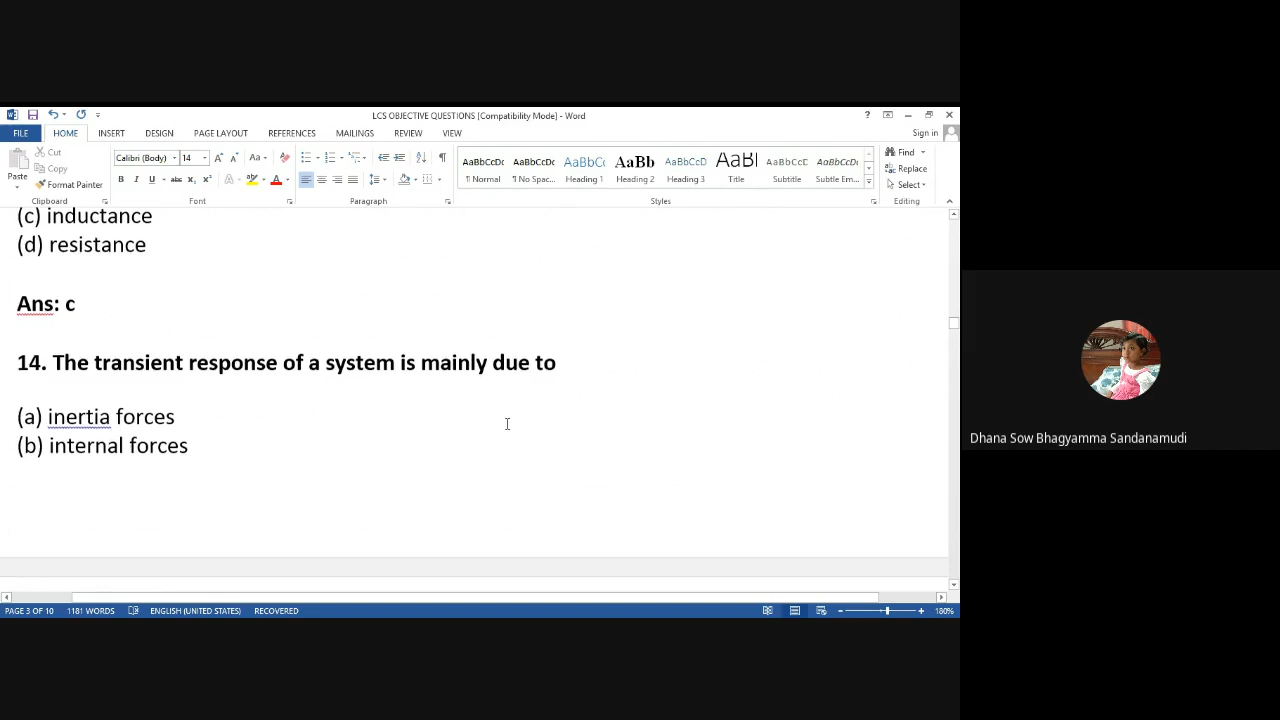 LCS OBJECTIVE QUESTIONS [Compatibility Mode] - Word
FILE HOME INSERT DESIGN PAGE LAYOUT REFERENCES MAILINGS REVIEW VIEW Sign in
Paste Cut Copy Format Painter
Calibri (Body) 14
AaBbCcDc AaBbCcDc AaBbCc AaBb AaBbCcD AaBl AaBbCcD AaBbCcDc
¶ Normal ¶ No Spac... Heading 1 Heading 2 Heading 3 Title Subtitle Subtle Em...
Find Replace Select
Clipboard Font Paragraph Styles Editing
(c) inductance
(d) resistance
Ans: c
14. The transient response of a system is mainly due to
(a) inertia forces
(b) internal forces
Dhana Sow Bhagyamma Sandanamudi
PAGE 3 OF 10 1181 WORDS ENGLISH (UNITED STATES) RECOVERED 180%